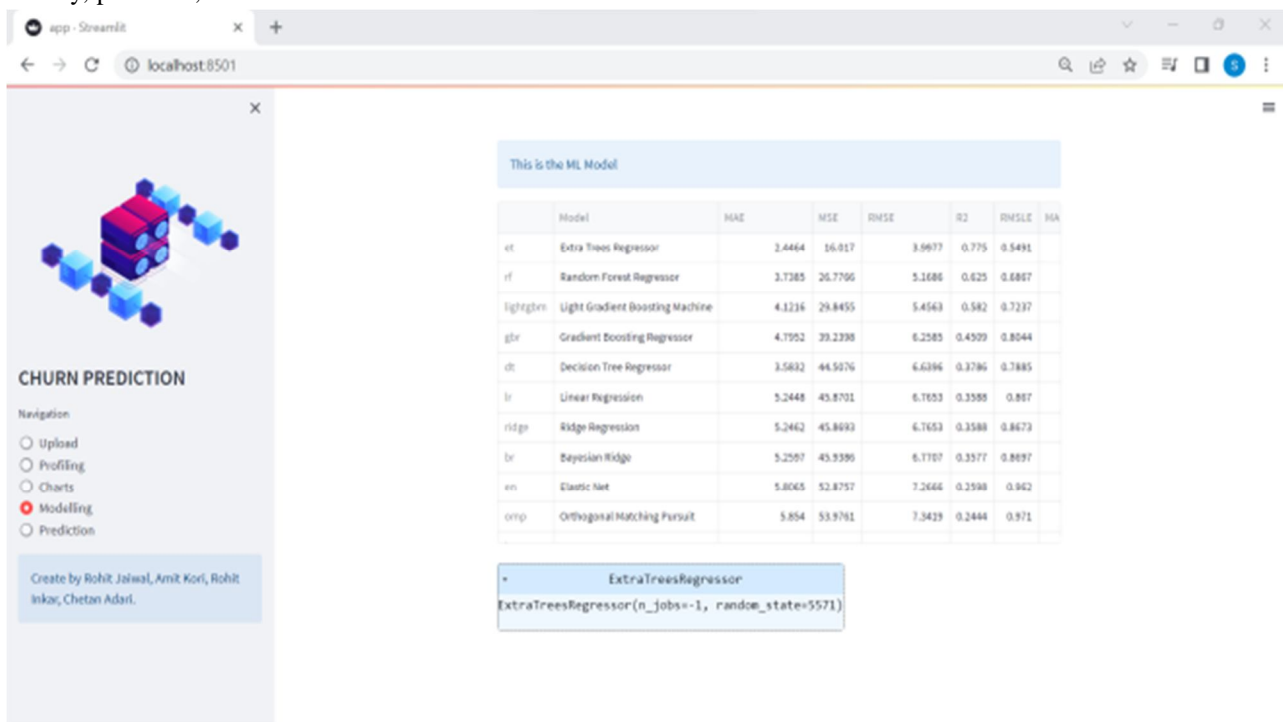 app · Streamlit
localhost:8501
S
This is the ML Model
Model MAE MSE RMSE R2 RMSLE MA
et Extra Trees Regressor 2.4464 16.017 3.9977 0.775 0.5491
rf Random Forest Regressor 3.7385 26.7766 5.1686 0.625 0.6867
lightgbm Light Gradient Boosting Machine 4.1216 29.8455 5.4563 0.582 0.7237
gbr Gradient Boosting Regressor 4.7952 39.2398 6.2585 0.4509 0.8044
dt Decision Tree Regressor 3.5832 44.5076 6.6396 0.3786 0.7885
lr Linear Regression 5.2448 45.8701 6.7653 0.3588 0.867
ridge Ridge Regression 5.2462 45.8693 6.7653 0.3588 0.8673
br Bayesian Ridge 5.2597 45.9386 6.7707 0.3577 0.8697
en Elastic Net 5.8065 52.8757 7.2666 0.2598 0.962
omp Orthogonal Matching Pursuit 5.854 53.9761 7.3419 0.2444 0.971
ExtraTreesRegressor
ExtraTreesRegressor(n_jobs=-1, random_state=5571)
CHURN PREDICTION
Navigation
Upload
Profiling
Charts
Modelling
Prediction
Create by Rohit Jaiwal, Amit Kori, Rohit
Inkar, Chetan Adari.